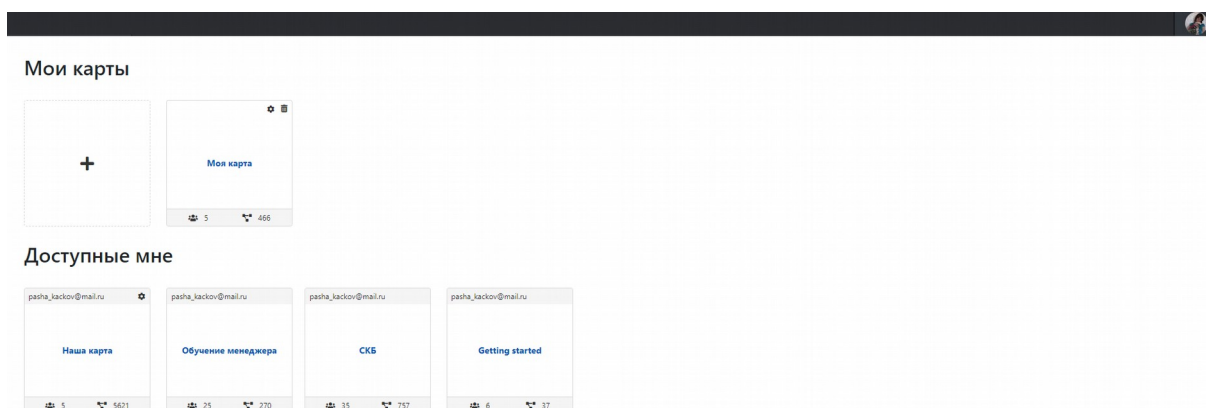 Мои карты
+
Моя карта
5 466
Доступные мне
pasha_kackov@mail.ru pasha_kackov@mail.ru pasha_kackov@mail.ru pasha_kackov@mail.ru
Наша карта Обучение менеджера СКБ Getting started
5 5621 25 270 35 757 6 37